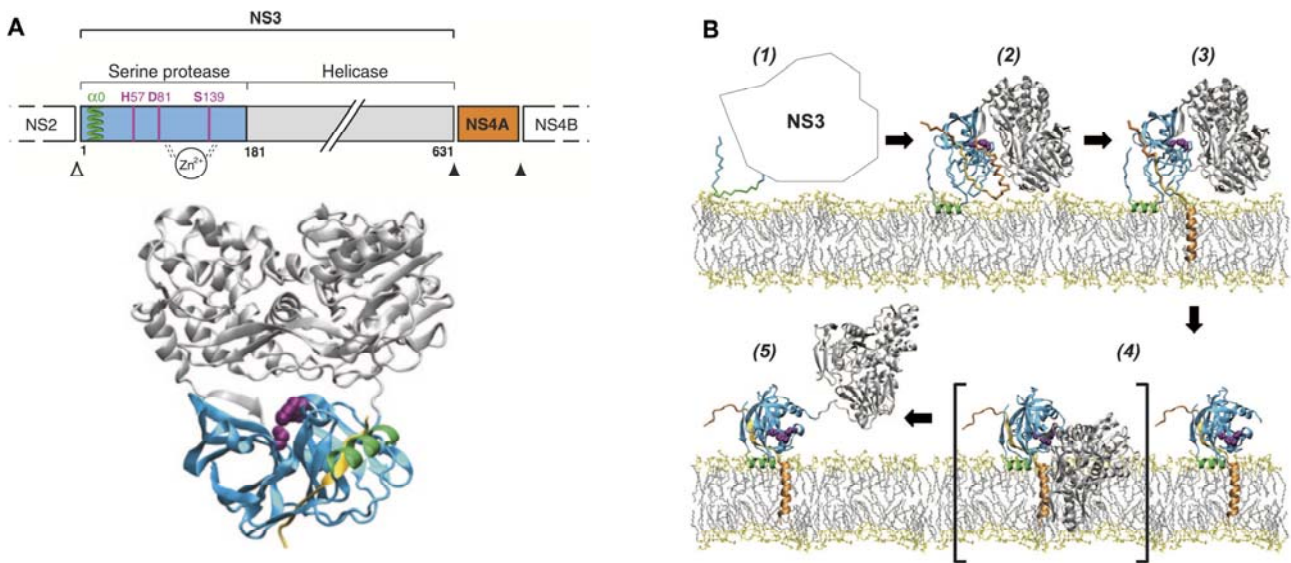 A
NS3
Serine protease
Helicase
α0
H57 D81
S139
NS2
NS4A
NS4B
1
181
631
Zn2+
B
(1)
(2)
(3)
NS3
(5)
(4)